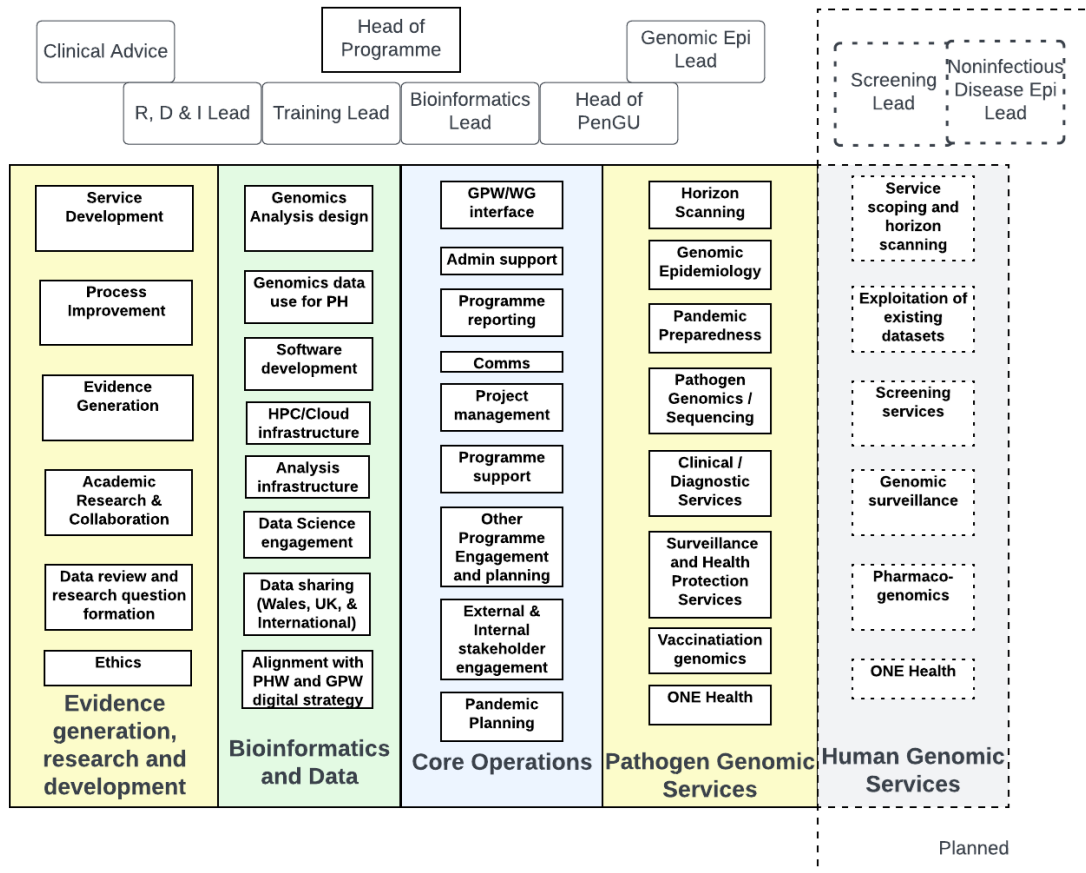 Clinical Advice
Head of
Programme
Genomic Epi
Lead
R, D & I Lead
Training Lead
Bioinformatics
Lead
Head of
PenGU
Screening
Lead
Noninfectious
Disease Epi
Lead
Service
Development
Process
Improvement
Evidence
Generation
Academic
Research &
Collaboration
Data review and
research question
formation
Ethics
Evidence
generation,
research and
development
Genomics
Analysis design
Genomics data
use for PH
Software
development
HPC/Cloud
infrastructure
Analysis
infrastructure
Data Science
engagement
Data sharing
(Wales, UK, &
International)
Alignment with
PHW and GPW
digital strategy
Bioinformatics
and Data
GPW/WG
interface
Admin support
Programme
reporting
Comms
Project
management
Programme
support
Other
Programme
Engagement
and planning
External &
Internal
stakeholder
engagement
Pandemic
Planning
Core Operations
Horizon
Scanning
Genomic
Epidemiology
Pandemic
Preparedness
Pathogen
Genomics /
Sequencing
Clinical /
Diagnostic
Services
Surveillance
and Health
Protection
Services
Vaccinatiation
genomics
ONE Health
Pathogen Genomic
Services
Service
scoping and
horizon
scanning
Exploitation of
existing
datasets
Screening
services
Genomic
surveillance
Pharmaco-
genomics
ONE Health
Human Genomic
Services
Planned